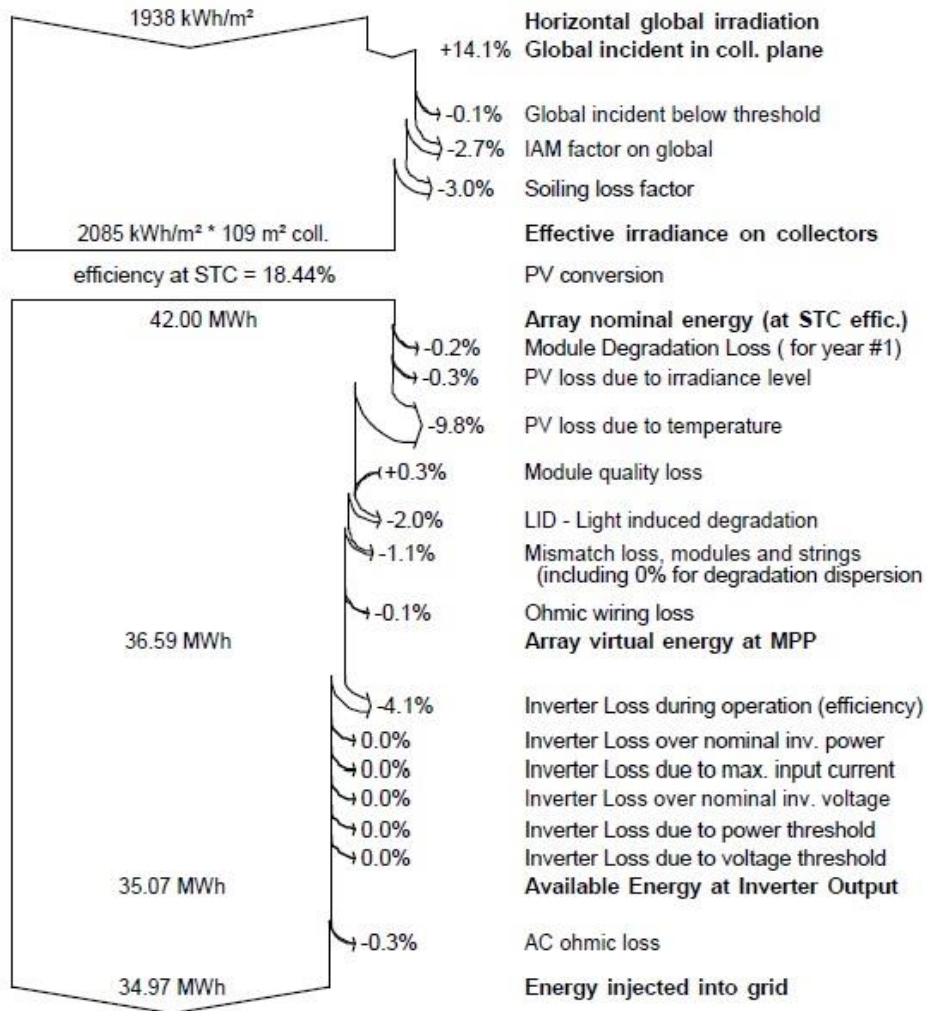 1938 kWh/m² Horizontal global irradiation
+14.1% Global incident in coll. plane
-0.1% Global incident below threshold
-2.7% IAM factor on global
-3.0% Soiling loss factor
2085 kWh/m² * 109 m² coll. Effective irradiance on collectors
efficiency at STC = 18.44% PV conversion
42.00 MWh Array nominal energy (at STC effic.)
-0.2% Module Degradation Loss ( for year #1)
-0.3% PV loss due to irradiance level
-9.8% PV loss due to temperature
+0.3% Module quality loss
-2.0% LID - Light induced degradation
-1.1% Mismatch loss, modules and strings
(including 0% for degradation dispersion
-0.1% Ohmic wiring loss
36.59 MWh Array virtual energy at MPP
-4.1% Inverter Loss during operation (efficiency)
0.0% Inverter Loss over nominal inv. power
0.0% Inverter Loss due to max. input current
0.0% Inverter Loss over nominal inv. voltage
0.0% Inverter Loss due to power threshold
0.0% Inverter Loss due to voltage threshold
35.07 MWh Available Energy at Inverter Output
-0.3% AC ohmic loss
34.97 MWh Energy injected into grid